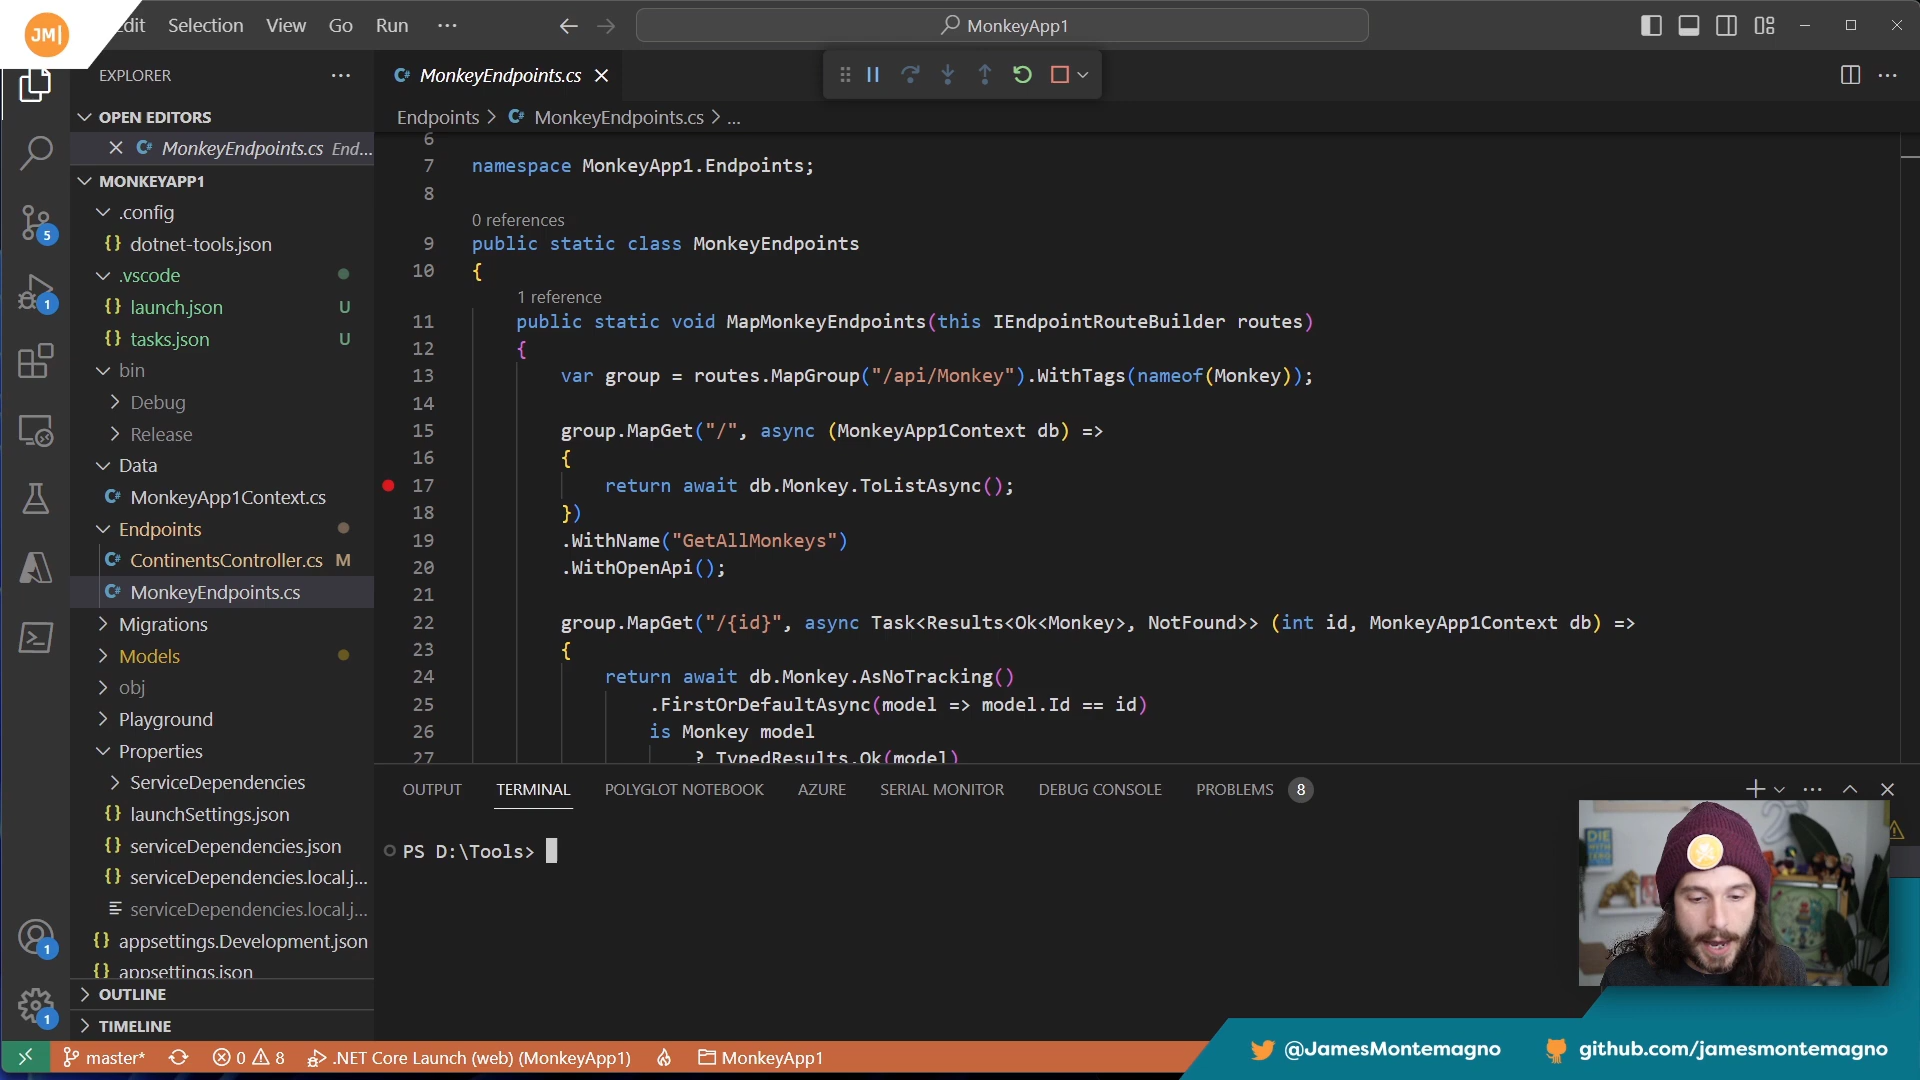 JM|
Edit Selection View Go Run ...
MonkeyApp1
EXPLORER
MonkeyEndpoints.cs
OPEN EDITORS
Endpoints > MonkeyEndpoints.cs > ...
MonkeyEndpoints.cs End...
MONKEYAPP1
.config
dotnet-tools.json
.vscode
launch.json U
tasks.json U
bin
Debug
Release
Data
MonkeyApp1Context.cs
Endpoints
ContinentsController.cs M
MonkeyEndpoints.cs
Migrations
Models
obj
Playground
Properties
ServiceDependencies
launchSettings.json
serviceDependencies.json
serviceDependencies.local.j...
serviceDependencies.local.j...
appsettings.Development.json
appsettings.json
OUTLINE
TIMELINE
5
1
1
1
6
7 namespace MonkeyApp1.Endpoints;
8
0 references
9 public static class MonkeyEndpoints
10 {
1 reference
11 public static void MapMonkeyEndpoints(this IEndpointRouteBuilder routes)
12 {
13 var group = routes.MapGroup("/api/Monkey").WithTags(nameof(Monkey));
14
15 group.MapGet("/", async (MonkeyApp1Context db) =>
16 {
17 return await db.Monkey.ToListAsync();
18 })
19 .WithName("GetAllMonkeys")
20 .WithOpenApi();
21
22 group.MapGet("/{id}", async Task<Results<Ok<Monkey>, NotFound>> (int id, MonkeyApp1Context db) =>
23 {
24 return await db.Monkey.AsNoTracking()
25 .FirstOrDefaultAsync(model => model.Id == id)
26 is Monkey model
27 ? TypedResults.Ok(model)
OUTPUT TERMINAL POLYGLOT NOTEBOOK AZURE SERIAL MONITOR DEBUG CONSOLE PROBLEMS 8
PS D:\Tools>
DIE
WITH
ZERO
master* 0 8 .NET Core Launch (web) (MonkeyApp1) MonkeyApp1
@JamesMontemagno github.com/jamesmontemagno